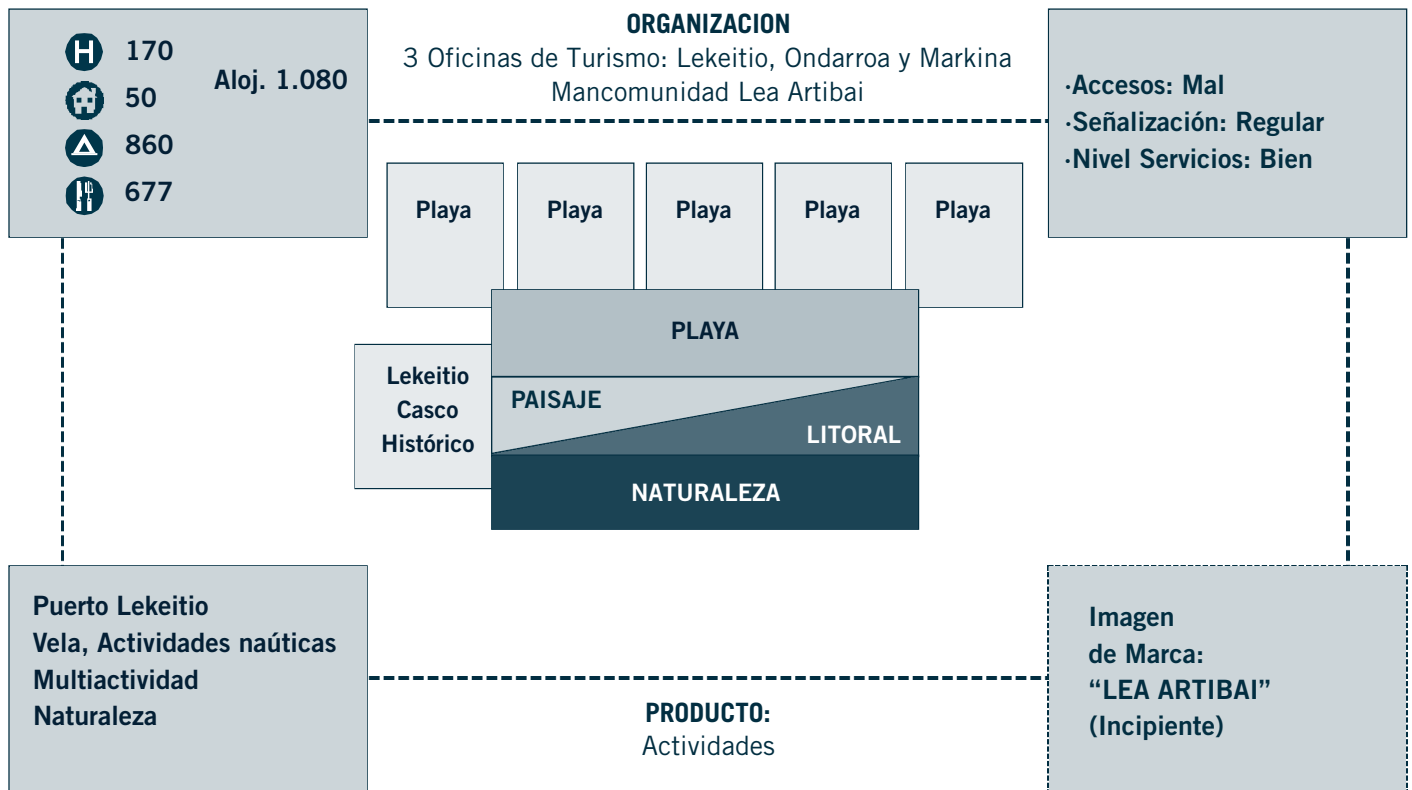 H 170
50
860
677
Aloj. 1.080
ORGANIZACION
3 Oficinas de Turismo: Lekeitio, Ondarroa y Markina
Mancomunidad Lea Artibai
·Accesos: Mal
·Señalización: Regular
·Nivel Servicios: Bien
Playa
Playa
Playa
Playa
Playa
PLAYA
Lekeitio
Casco
Histórico
PAISAJE
LITORAL
NATURALEZA
Puerto Lekeitio
Vela, Actividades naúticas
Multiactividad
Naturaleza
PRODUCTO:
Actividades
Imagen
de Marca:
“LEA ARTIBAI”
(Incipiente)